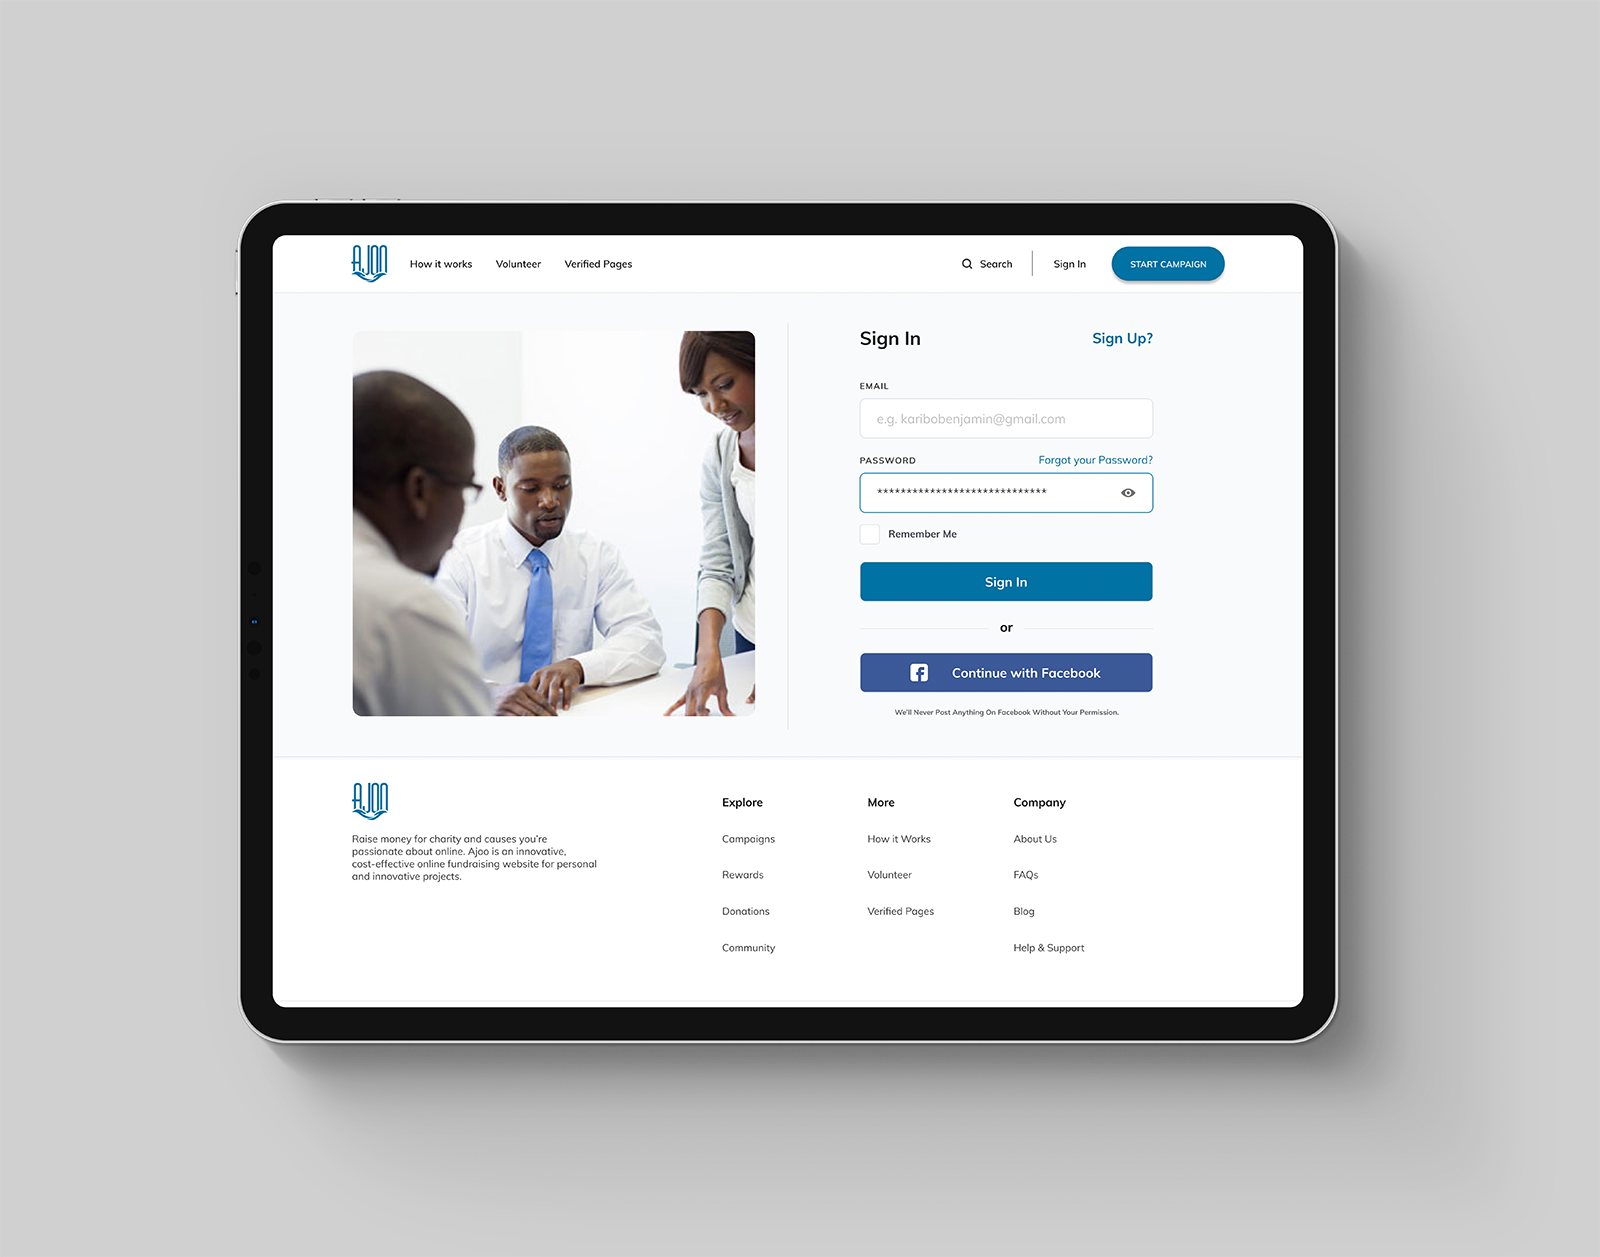 AJOO
How it works
Volunteer
Verified Pages
Search
Sign In
START CAMPAIGN
Sign In
Sign Up?
EMAIL
e.g. karibobenjamin@gmail.com
PASSWORD
Forgot your Password?
*****************************
Remember Me
Sign In
or
Continue with Facebook
We'll Never Post Anything On Facebook Without Your Permission.
AJOO
Raise money for charity and causes you're
passionate about online. Ajoo is an innovative,
cost-effective online fundraising website for personal
and innovative projects.
Explore
Campaigns
Rewards
Donations
Community
More
How it Works
Volunteer
Verified Pages
Company
About Us
FAQs
Blog
Help & Support